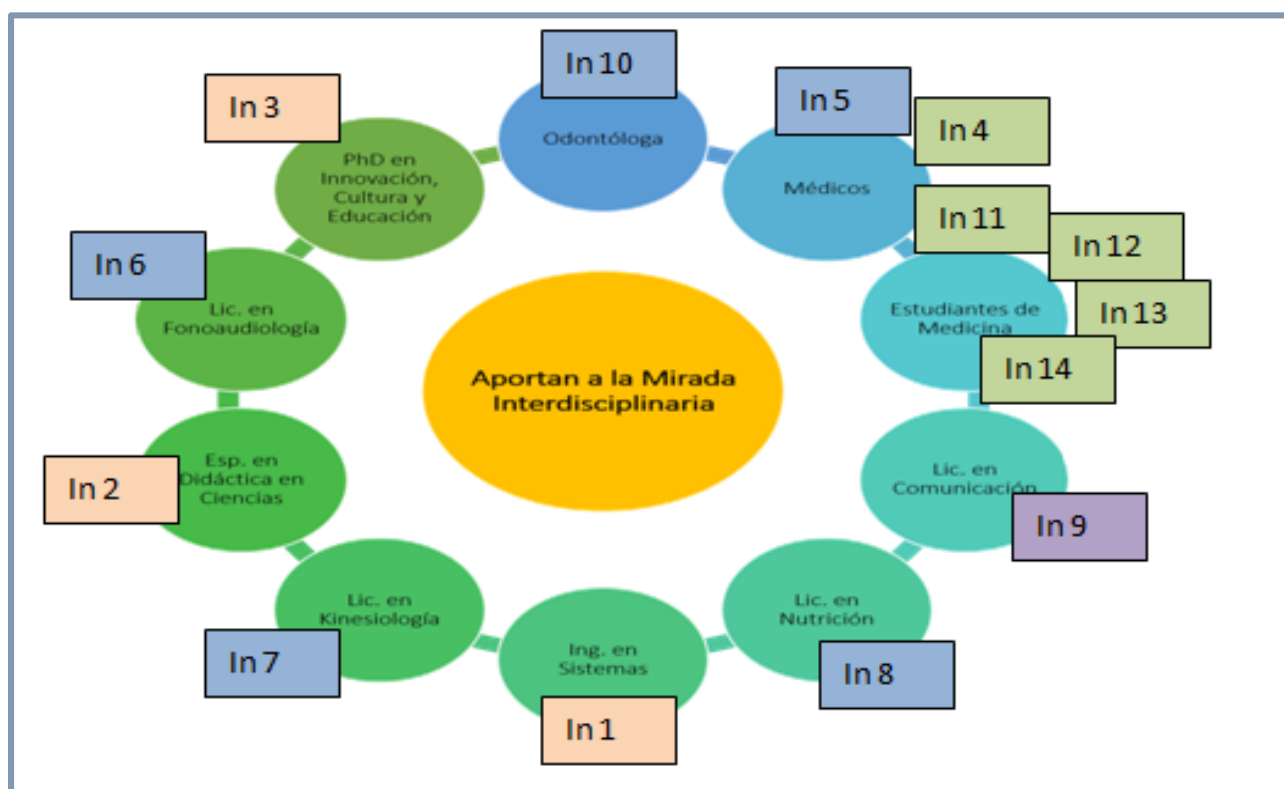 In 10
Odontóloga
In 5
In 4
Médicos
In 11
In 12
In 13
Estudiantes de
Medicina
In 14
Lic. en
Comunicación
In 9
Lic. en
Nutrición
In 8
Ing. en
Sistemas
In 1
Lic. en
Kinesiología
In 7
Esp. en
Didáctica en
Ciencias
In 2
In 6
Lic. en
Fonoaudiología
In 3
PhD en
Innovación,
Cultura y
Educación
Aportan a la Mirada
Interdisciplinaria